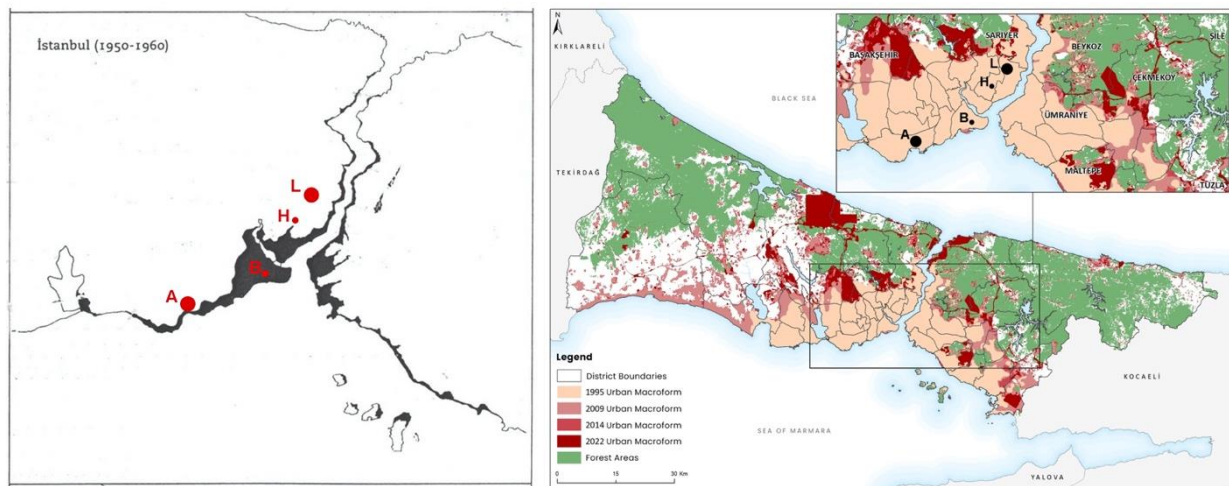 İstanbul (1950-1960)
L
H
B
A
N
KIRKLARELİ
BLACK SEA
TEKİRDAĞ
SARIYER
ŞİLE
BAŞAKŞEHİR
BEYKOZ
L
ÇEKMEKÖY
H
B
ÜMRANİYE
A
MALTEPE
TUZLA
Legend
District Boundaries
1995 Urban Macroform
2009 Urban Macroform
2014 Urban Macroform
2022 Urban Macroform
Forest Areas
SEA OF MARMARA
0 15 30 Km
KOCAELİ
YALOVA